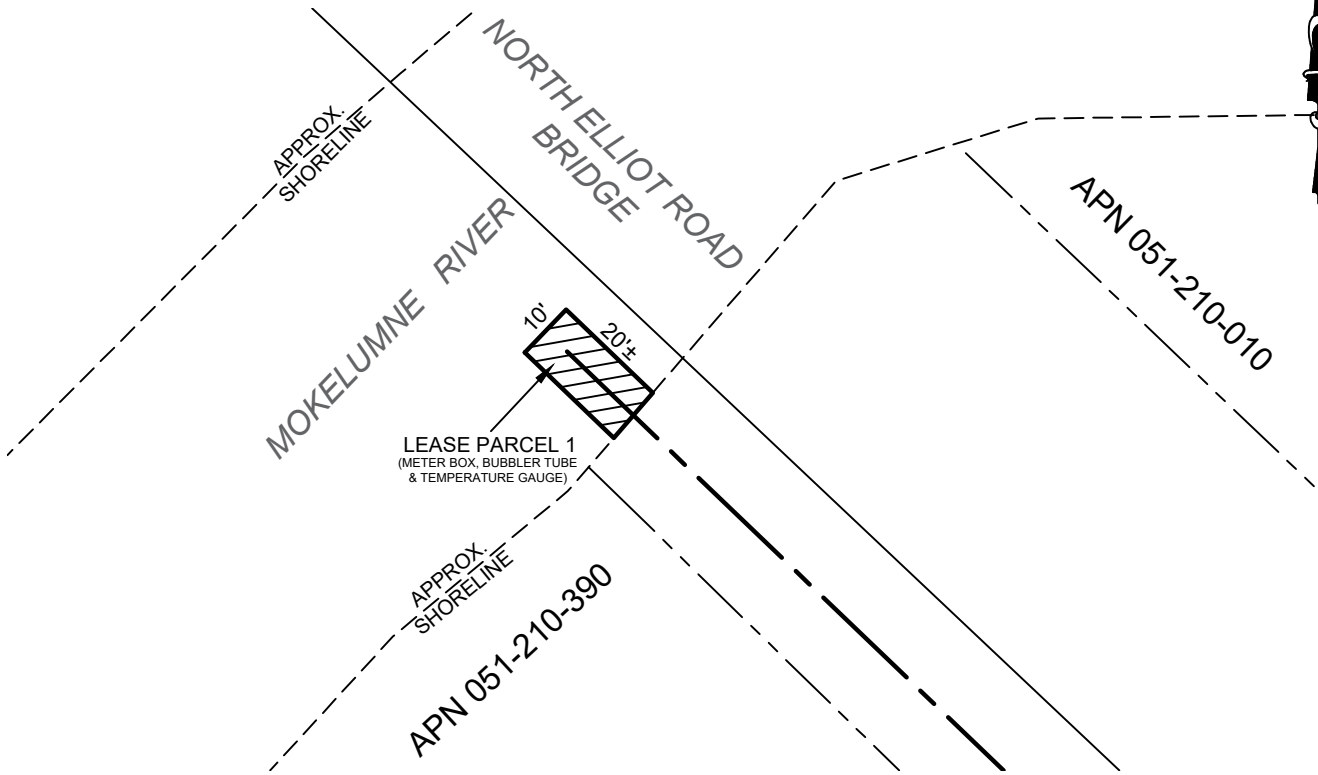 NORTH ELLIOT ROAD
BRIDGE
APPROX.
SHORELINE
MOKELUMNE RIVER
APN 051-210-010
10'
20'±
LEASE PARCEL 1
(METER BOX, BUBBLER TUBE
& TEMPERATURE GAUGE)
APPROX.
SHORELINE
APN 051-210-390